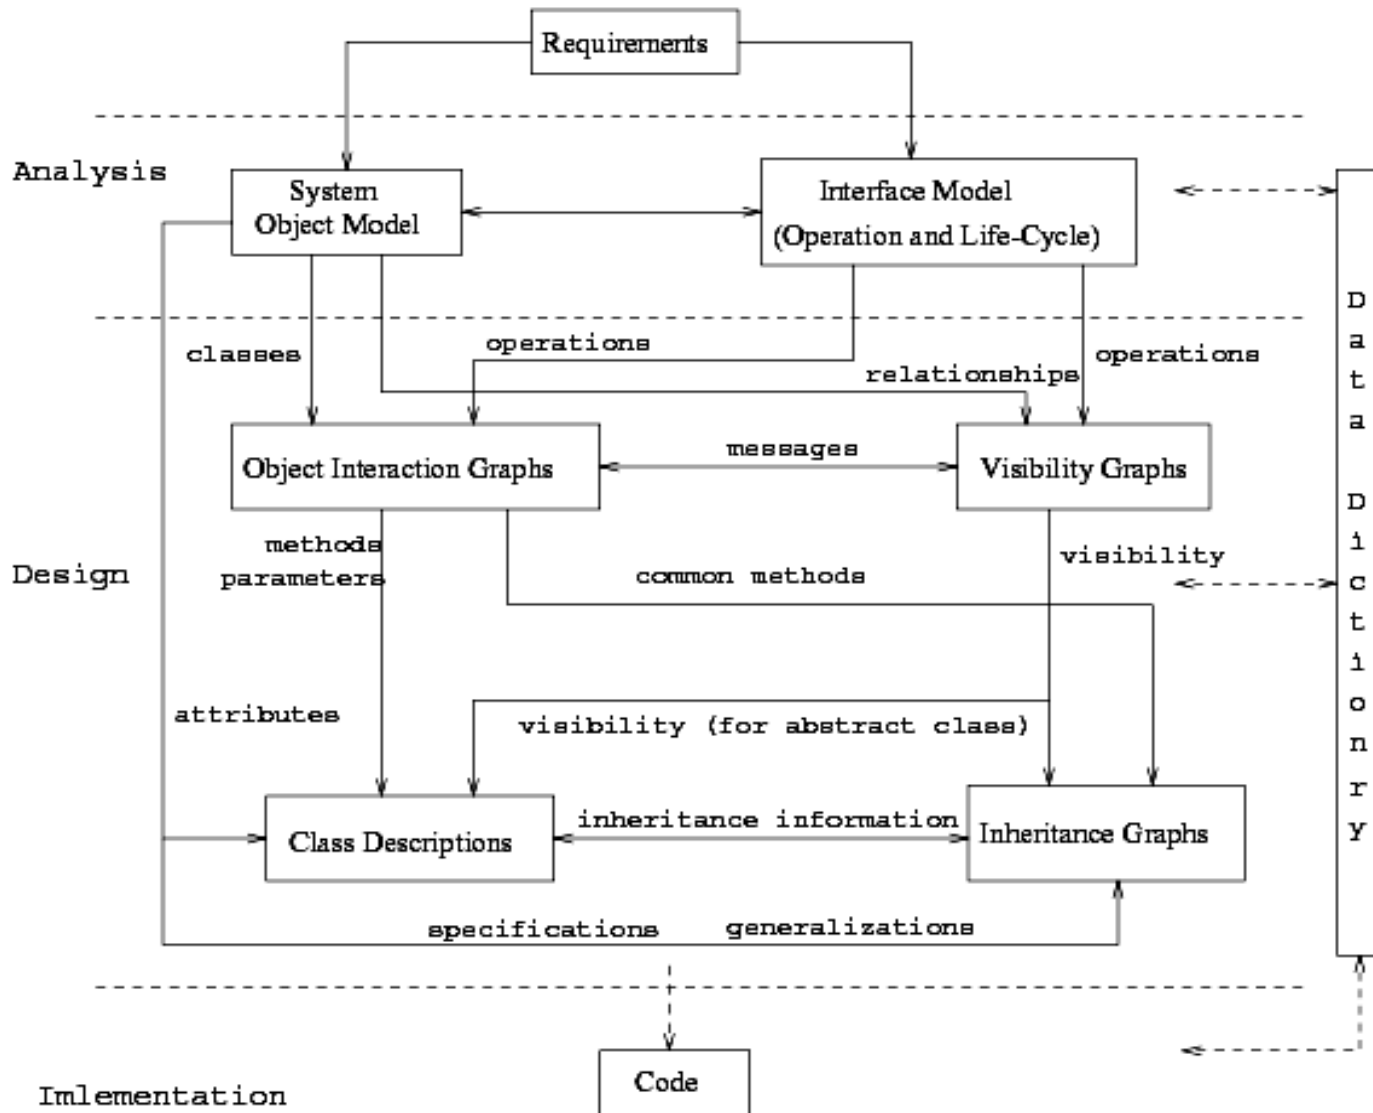 Requirements
Analysis
System
Object Model
Interface Model
(Operation and Life-Cycle)
classes
operations
relationships
operations
Object Interaction Graphs
messages
Visibility Graphs
Design
methods
parameters
common methods
visibility
attributes
visibility (for abstract class)
Class Descriptions
inheritance information
Inheritance Graphs
specifications
generalizations
Data Dictionry
Code
Imlementation